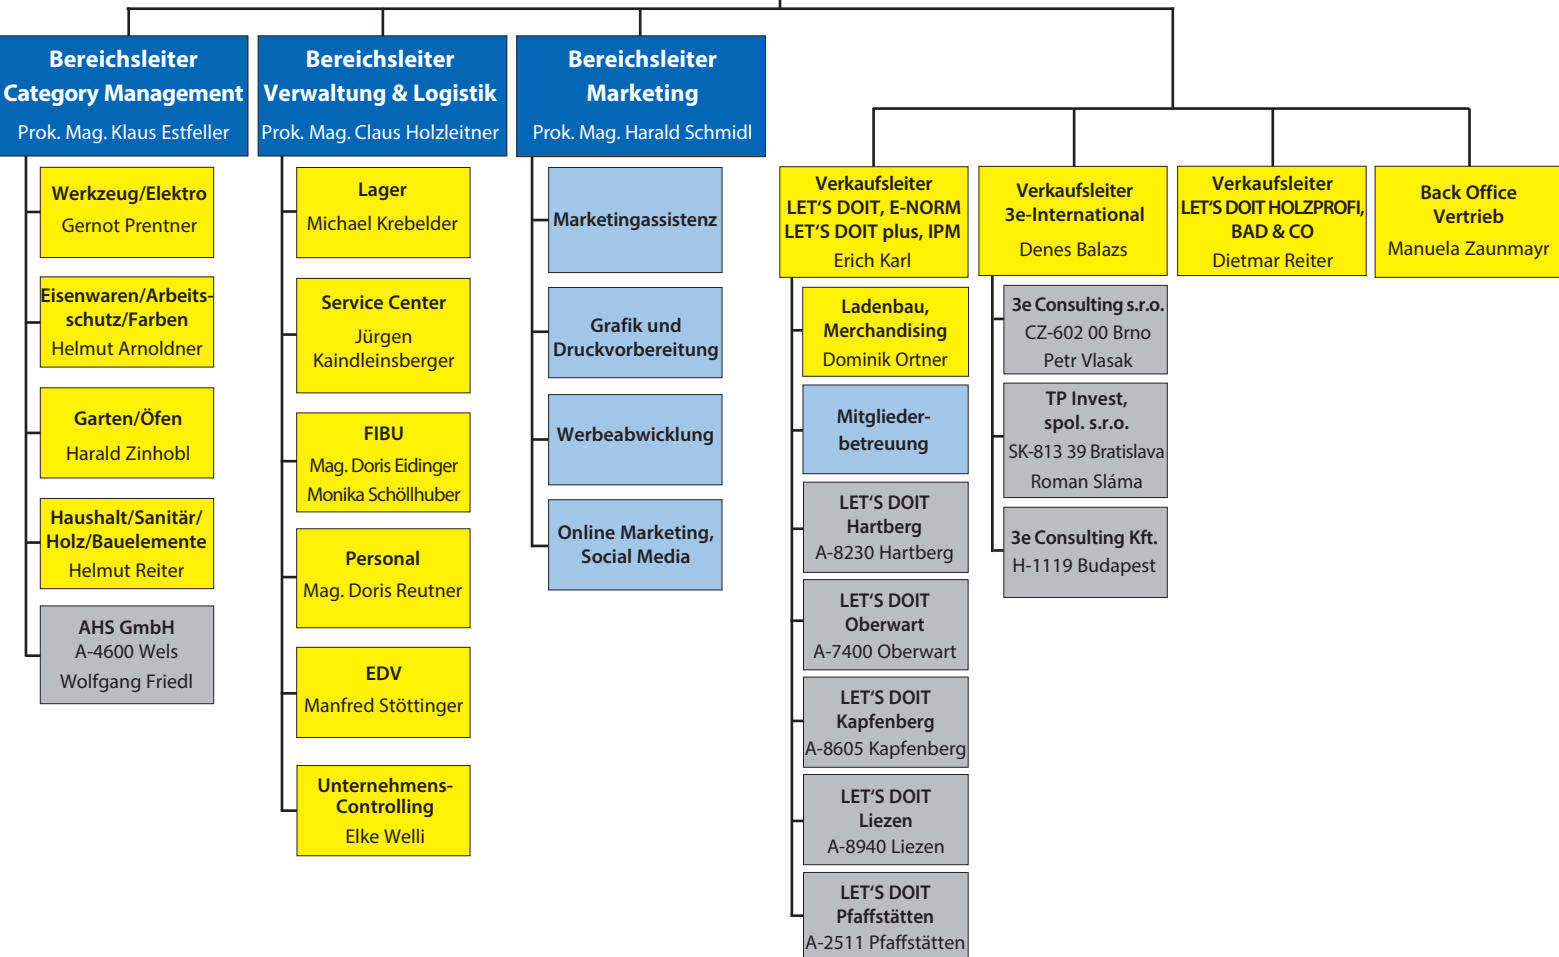 Bereichsleiter
Category Management
Prok. Mag. Klaus Estfeller
Werkzeug/Elektro
Gernot Prentner
Eisenwaren/Arbeits-
schutz/Farben
Helmut Arnoldner
Garten/Öfen
Harald Zinhobl
Haushalt/Sanitär/
Holz/Bauelemente
Helmut Reiter
AHS GmbH
A-4600 Wels
Wolfgang Friedl
Bereichsleiter
Verwaltung & Logistik
Prok. Mag. Claus Holzleitner
Lager
Michael Krebelder
Service Center
Jürgen
Kaindleinsberger
FIBU
Mag. Doris Eidinger
Monika Schöllhuber
Personal
Mag. Doris Reutner
EDV
Manfred Stöttinger
Unternehmens-
Controlling
Elke Welli
Bereichsleiter
Marketing
Prok. Mag. Harald Schmidl
Marketingassistenz
Grafik und
Druckvorbereitung
Werbeabwicklung
Online Marketing,
Social Media
Verkaufsleiter
LET'S DOIT, E-NORM
LET'S DOIT plus, IPM
Erich Karl
Ladenbau,
Merchandising
Dominik Ortner
Mitglieder-
betreuung
LET'S DOIT
Hartberg
A-8230 Hartberg
LET'S DOIT
Oberwart
A-7400 Oberwart
LET'S DOIT
Kapfenberg
A-8605 Kapfenberg
LET'S DOIT
Liezen
A-8940 Liezen
LET'S DOIT
Pfaffstätten
A-2511 Pfaffstätten
Verkaufsleiter
3e-International
Denes Balazs
3e Consulting s.r.o.
CZ-602 00 Brno
Petr Vlasak
TP Invest,
spol. s.r.o.
SK-813 39 Bratislava
Roman Sláma
3e Consulting Kft.
H-1119 Budapest
Verkaufsleiter
LET'S DOIT HOLZPROFI,
BAD & CO
Dietmar Reiter
Back Office
Vertrieb
Manuela Zaunmayr